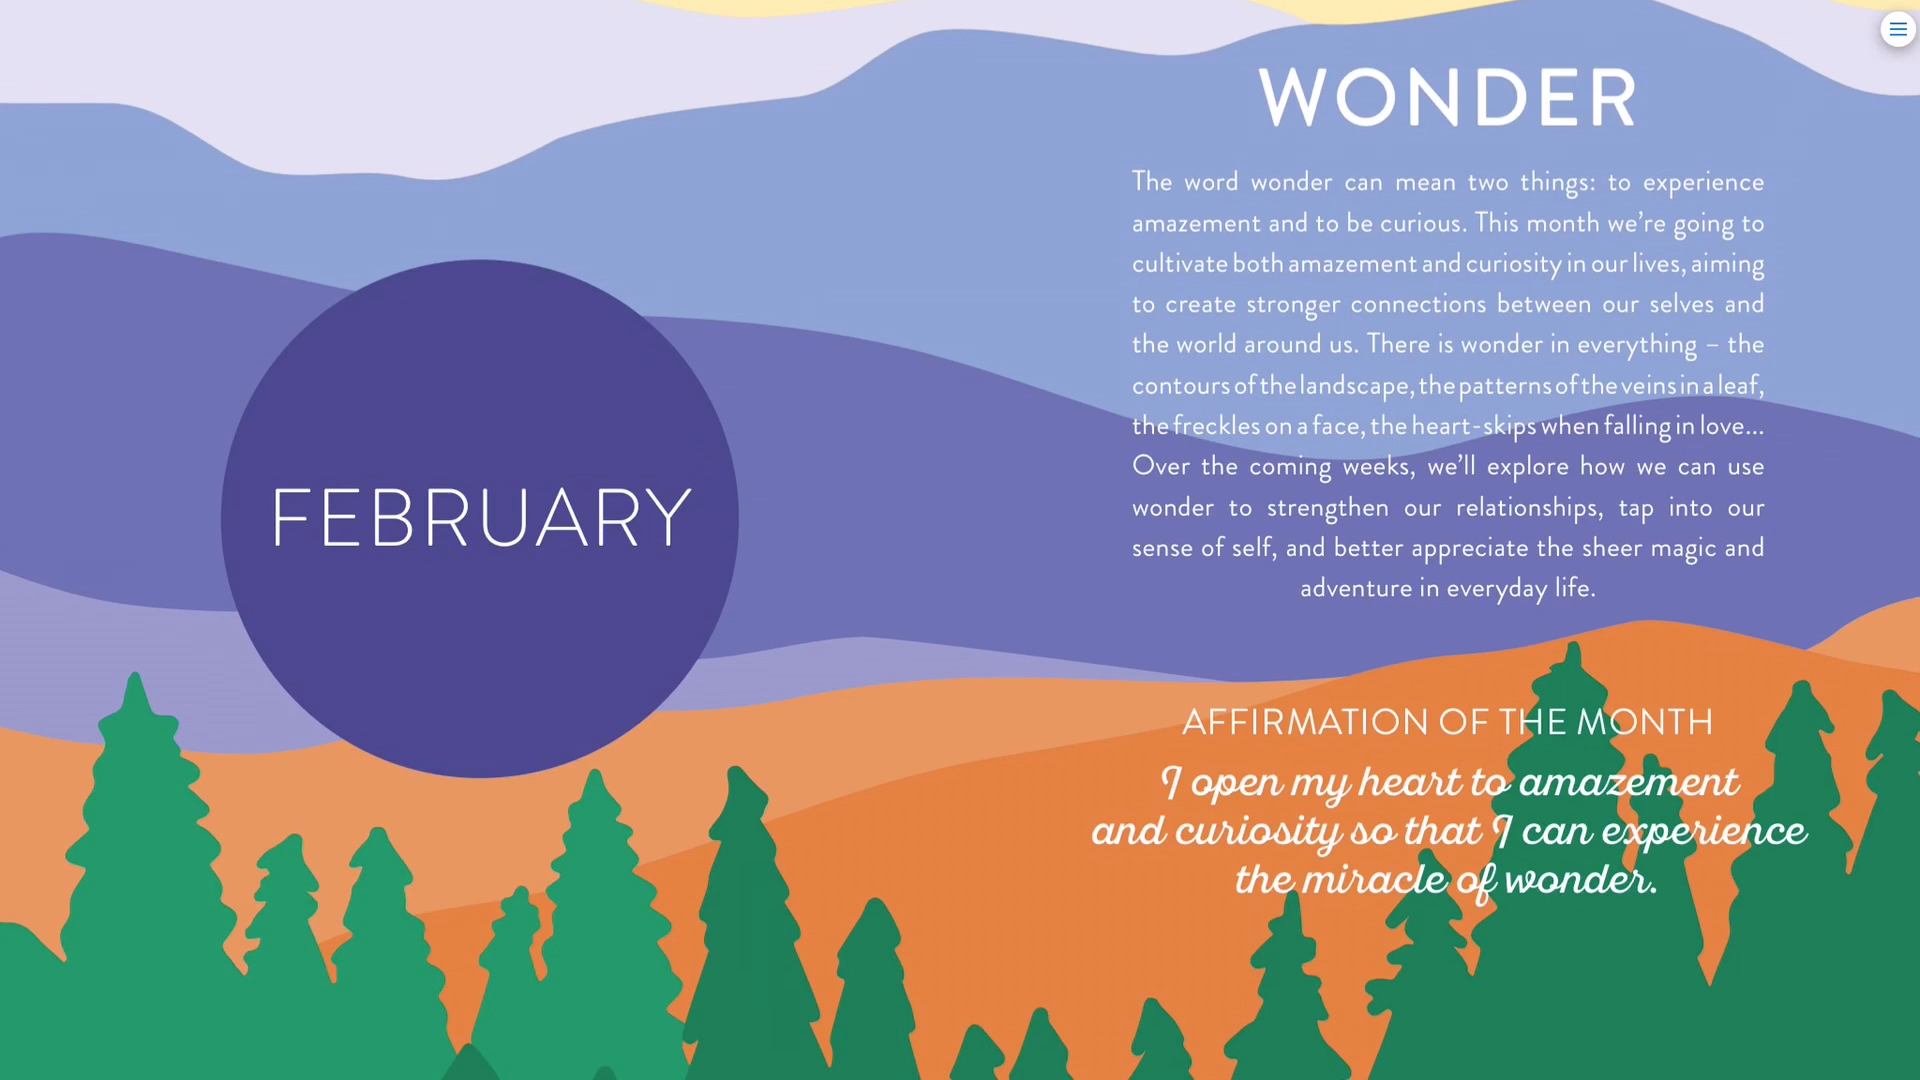 FEBRUARY
WONDER
The word wonder can mean two things: to experience
amazement and to be curious. This month we’re going to
cultivate both amazement and curiosity in our lives, aiming
to create stronger connections between our selves and
the world around us. There is wonder in everything – the
contours of the landscape, the patterns of the veins in a leaf,
the freckles on a face, the heart-skips when falling in love...
Over the coming weeks, we’ll explore how we can use
wonder to strengthen our relationships, tap into our
sense of self, and better appreciate the sheer magic and
adventure in everyday life.
AFFIRMATION OF THE MONTH
I open my heart to amazement
and curiosity so that I can experience
the miracle of wonder.